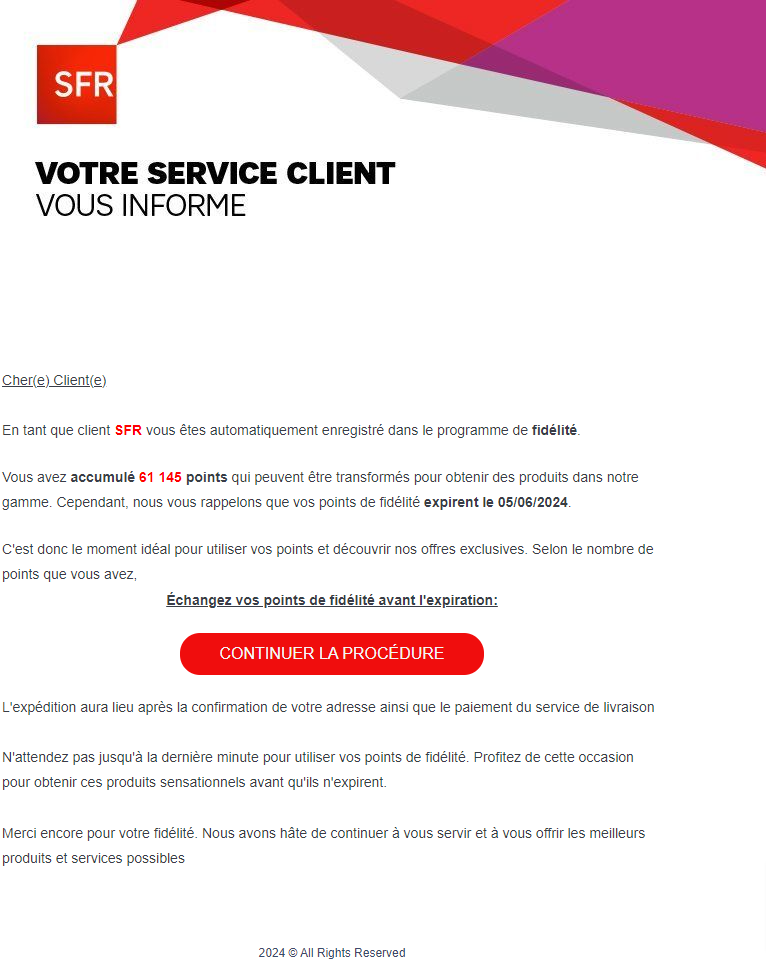 SFR
VOTRE SERVICE CLIENT
VOUS INFORME
Cher(e) Client(e)
En tant que client SFR vous êtes automatiquement enregistré dans le programme de fidélité.
Vous avez accumulé 61 145 points qui peuvent être transformés pour obtenir des produits dans notre
gamme. Cependant, nous vous rappelons que vos points de fidélité expirent le 05/06/2024.
C'est donc le moment idéal pour utiliser vos points et découvrir nos offres exclusives. Selon le nombre de
points que vous avez,
Échangez vos points de fidélité avant l'expiration:
CONTINUER LA PROCÉDURE
L'expédition aura lieu après la confirmation de votre adresse ainsi que le paiement du service de livraison
N'attendez pas jusqu'à la dernière minute pour utiliser vos points de fidélité. Profitez de cette occasion
pour obtenir ces produits sensationnels avant qu'ils n'expirent.
Merci encore pour votre fidélité. Nous avons hâte de continuer à vous servir et à vous offrir les meilleurs
produits et services possibles
2024 © All Rights Reserved